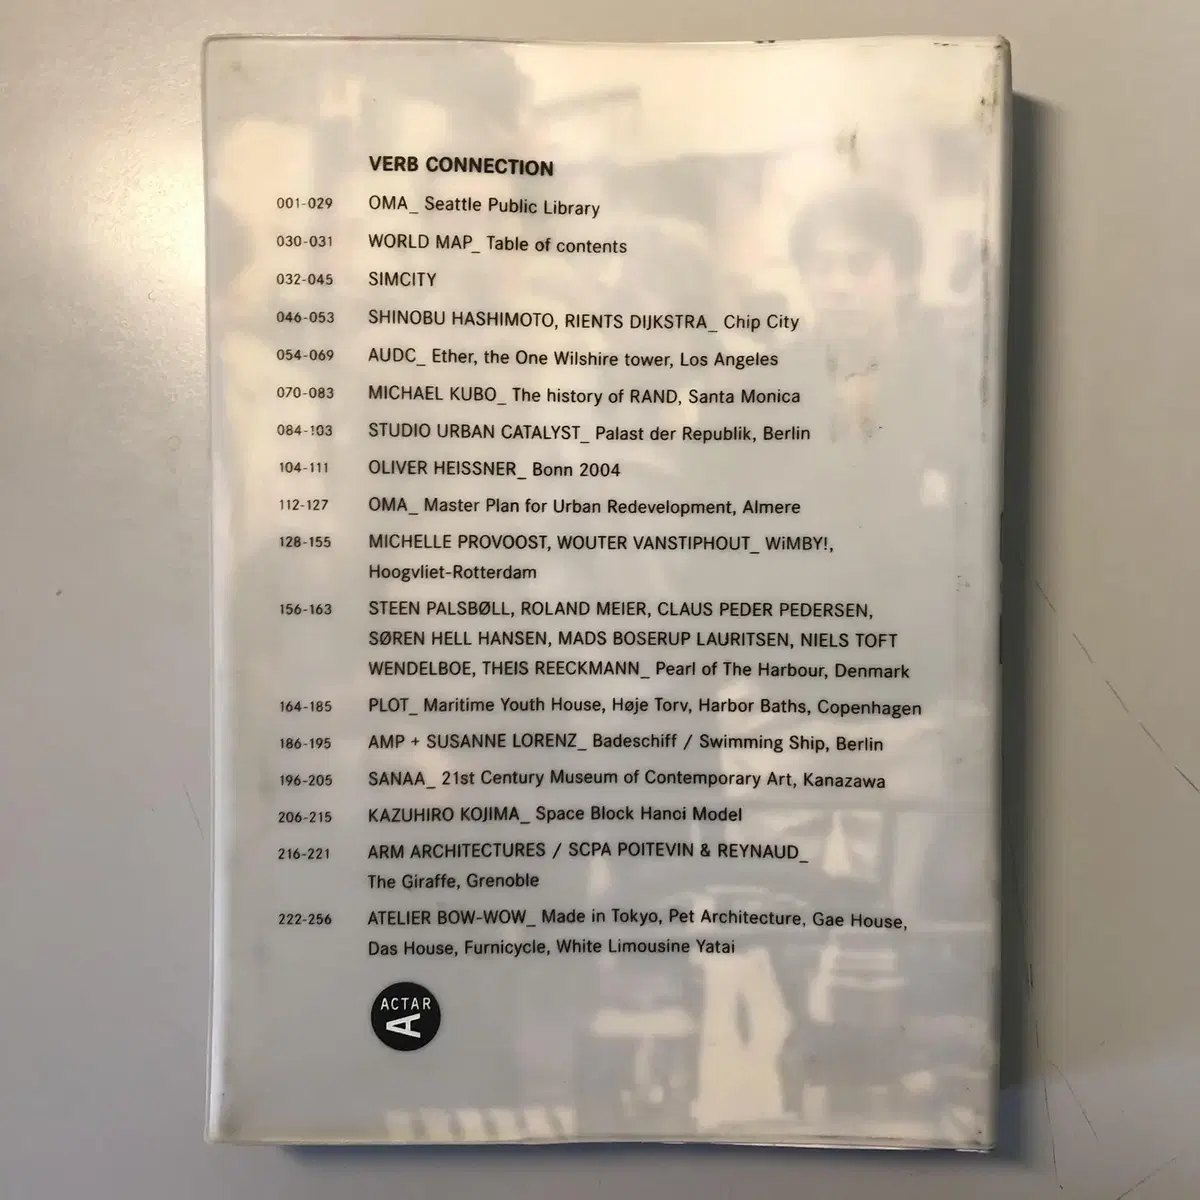 VERB CONNECTION
001-029 OMA_ Seattle Public Library
030-031 WORLD MAP_ Table of contents
032-045 SIMCITY
046-053 SHINOBU HASHIMOTO, RIENTS DIJKSTRA_ Chip City
054-069 AUDC_ Ether, the One Wilshire tower, Los Angeles
070-083 MICHAEL KUBO_ The history of RAND, Santa Monica
084-103 STUDIO URBAN CATALYST_ Palast der Republik, Berlin
104-111 OLIVER HEISSNER_ Bonn 2004
112-127 OMA_ Master Plan for Urban Redevelopment, Almere
128-155 MICHELLE PROVOOST, WOUTER VANSTIPHOUT_ WiMBY!,
Hoogvliet-Rotterdam
156-163 STEEN PALSBØLL, ROLAND MEIER, CLAUS PEDER PEDERSEN,
SØREN HELL HANSEN, MADS BOSERUP LAURITSEN, NIELS TOFT
WENDELBOE, THEIS REECKMANN_ Pearl of The Harbour, Denmark
164-185 PLOT_ Maritime Youth House, Høje Torv, Harbor Baths, Copenhagen
186-195 AMP + SUSANNE LORENZ_ Badeschiff / Swimming Ship, Berlin
196-205 SANAA_ 21st Century Museum of Contemporary Art, Kanazawa
206-215 KAZUHIRO KOJIMA_ Space Block Hanoi Model
216-221 ARM ARCHITECTURES / SCPA POITEVIN & REYNAUD_
The Giraffe, Grenoble
222-256 ATELIER BOW-WOW_ Made in Tokyo, Pet Architecture, Gae House,
Das House, Furnicycle, White Limousine Yatai
ACTAR
A